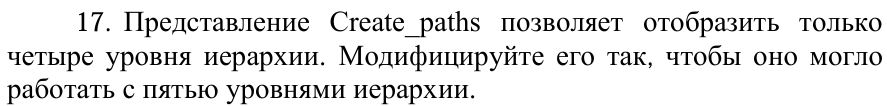 17. Представление Create_paths позволяет отобразить только
четыре уровня иерархии. Модифицируйте его так, чтобы оно могло
работать с пятью уровнями иерархии.